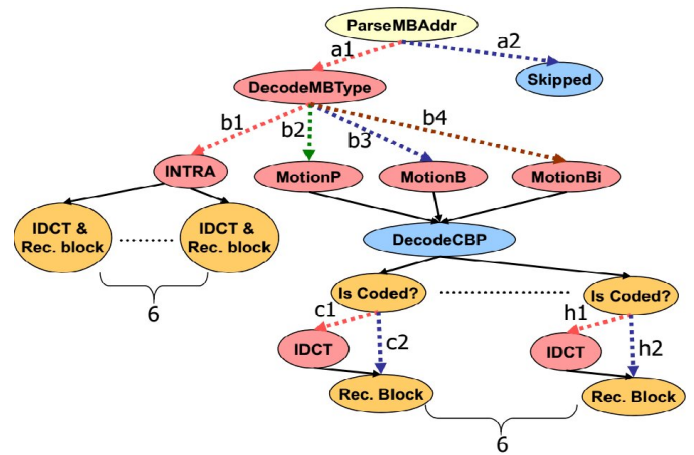 ParseMBAddr
a1
a2
DecodeMBType
Skipped
b1
b2
b3
b4
INTRA
MotionP
MotionB
MotionBi
IDCT &
Rec. block
IDCT &
Rec. block
DecodeCBP
6
Is Coded?
Is Coded?
c1
h1
IDCT
c2
IDCT
h2
Rec. Block
Rec. Block
6